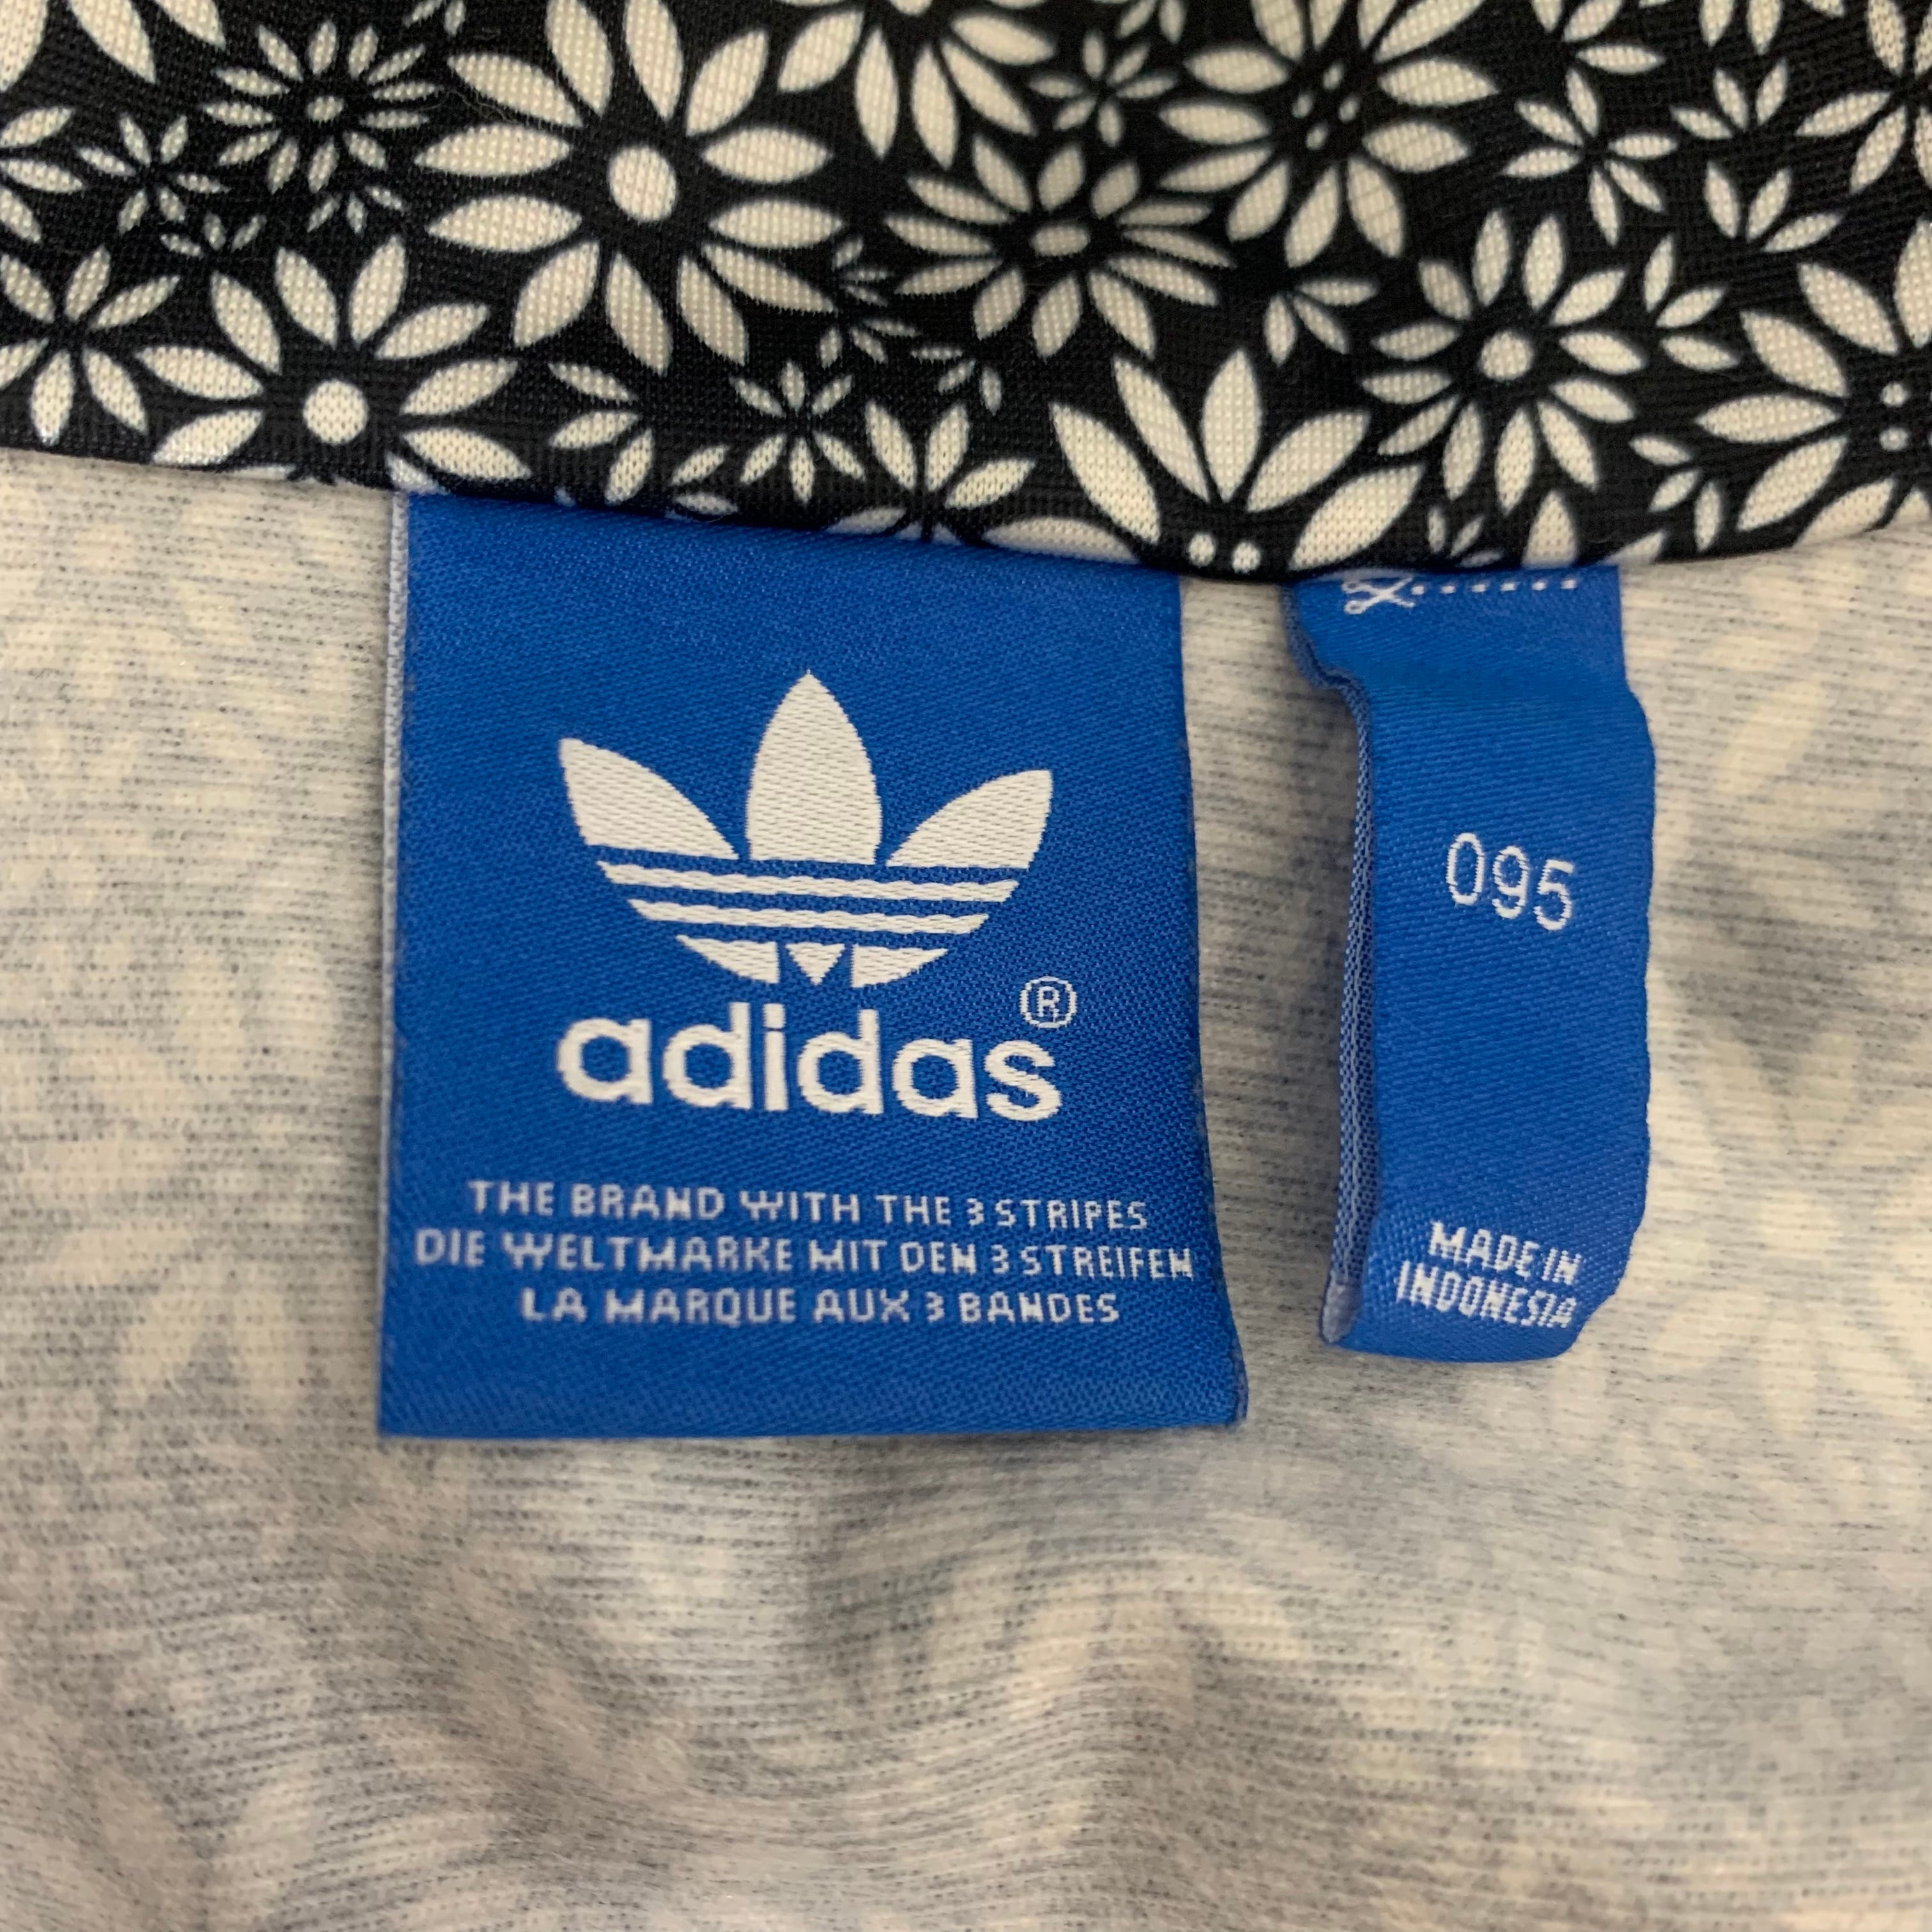 adidas®
THE BRAND WITH THE 3 STRIPES
DIE WELTMARKE MIT DEN 3 STREIFEN
LA MARQUE AUX 3 BANDES
095
MADE IN
INDONESIA